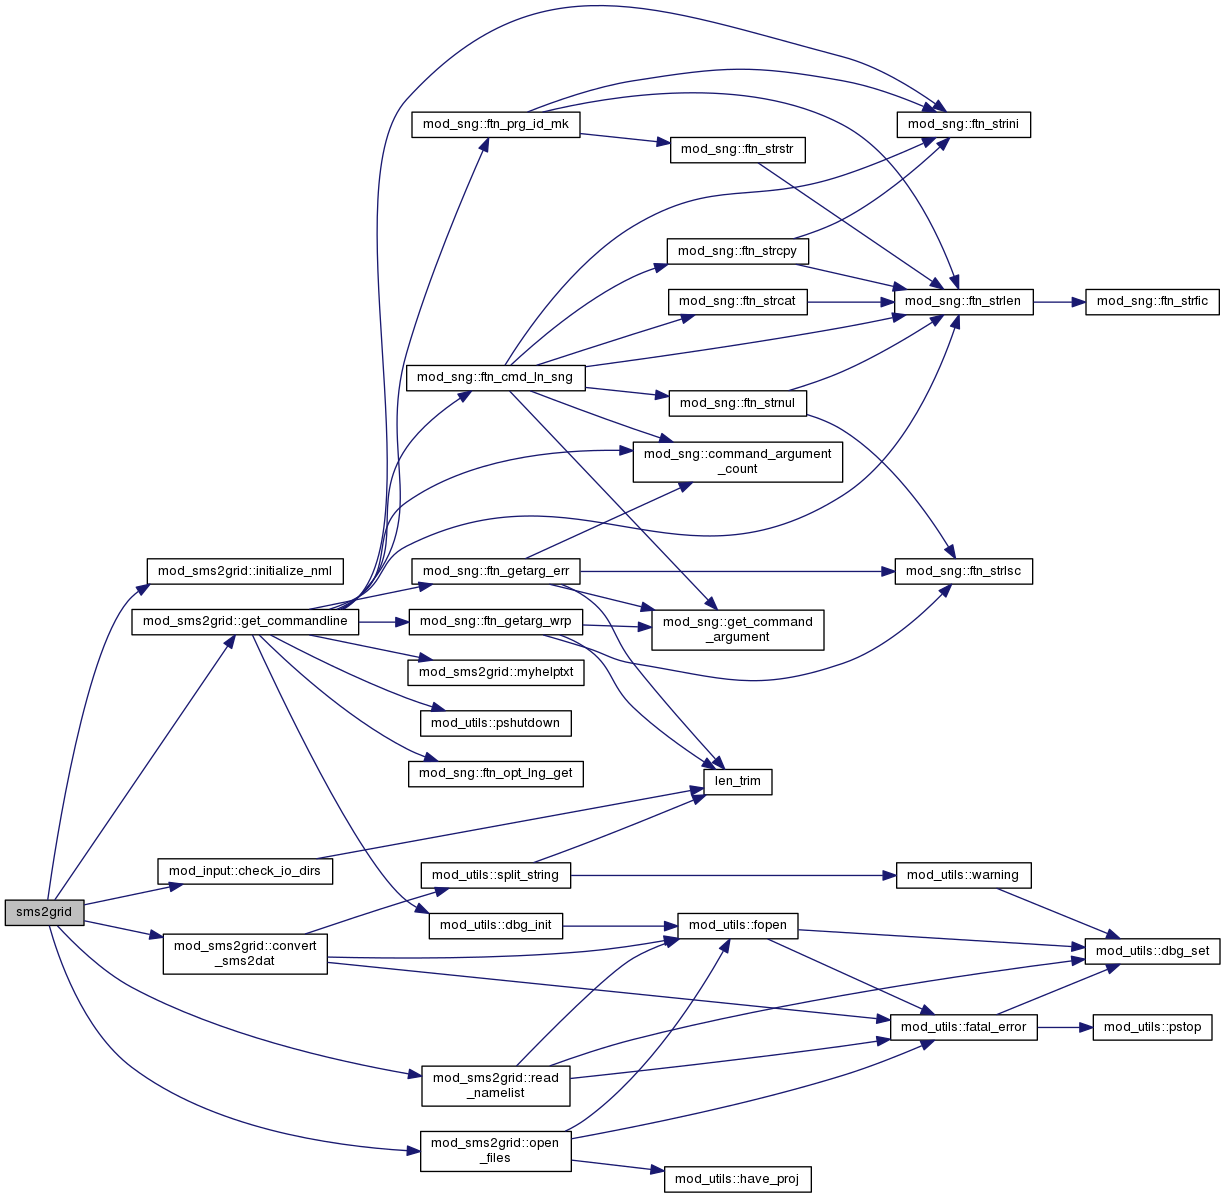 mod_sng::ftn_prg_id_mk
mod_sng::ftn_strini
mod_sng::ftn_strstr
mod_sng::ftn_strcpy
mod_sng::ftn_strcat
mod_sng::ftn_strlen
mod_sng::ftn_strfic
mod_sng::ftn_cmd_ln_sng
mod_sng::ftn_strnul
mod_sng::command_argument
_count
mod_sms2grid::initialize_nml
mod_sng::ftn_getarg_err
mod_sng::ftn_strlsc
mod_sms2grid::get_commandline
mod_sng::ftn_getarg_wrp
mod_sng::get_command
_argument
mod_sms2grid::myhelptxt
mod_utils::pshutdown
mod_sng::ftn_opt_lng_get
len_trim
mod_input::check_io_dirs
mod_utils::split_string
mod_utils::warning
sms2grid
mod_sms2grid::convert
_sms2dat
mod_utils::dbg_init
mod_utils::fopen
mod_utils::dbg_set
mod_utils::fatal_error
mod_utils::pstop
mod_sms2grid::read
_namelist
mod_sms2grid::open
_files
mod_utils::have_proj